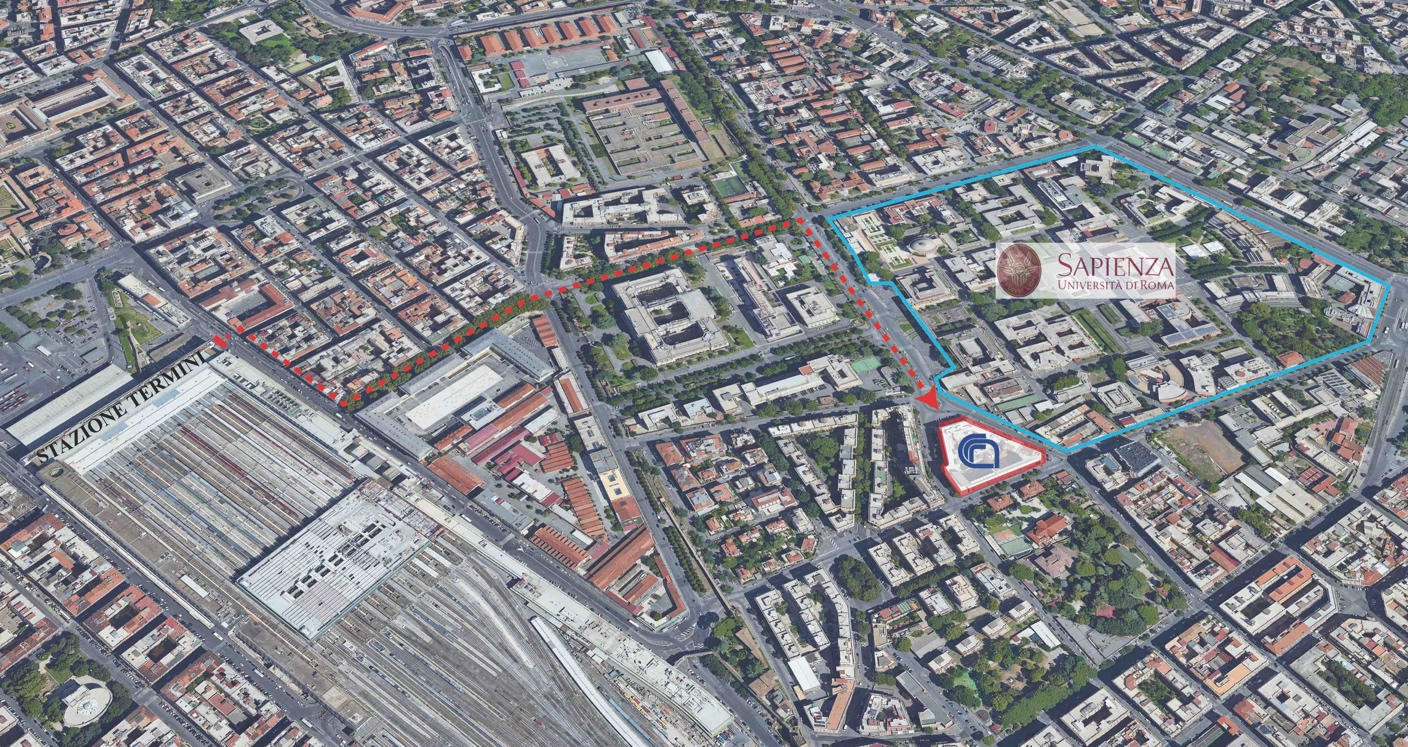 STAZIONE TERMINI
SAPIENZA
UNIVERSITÀ DI ROMA